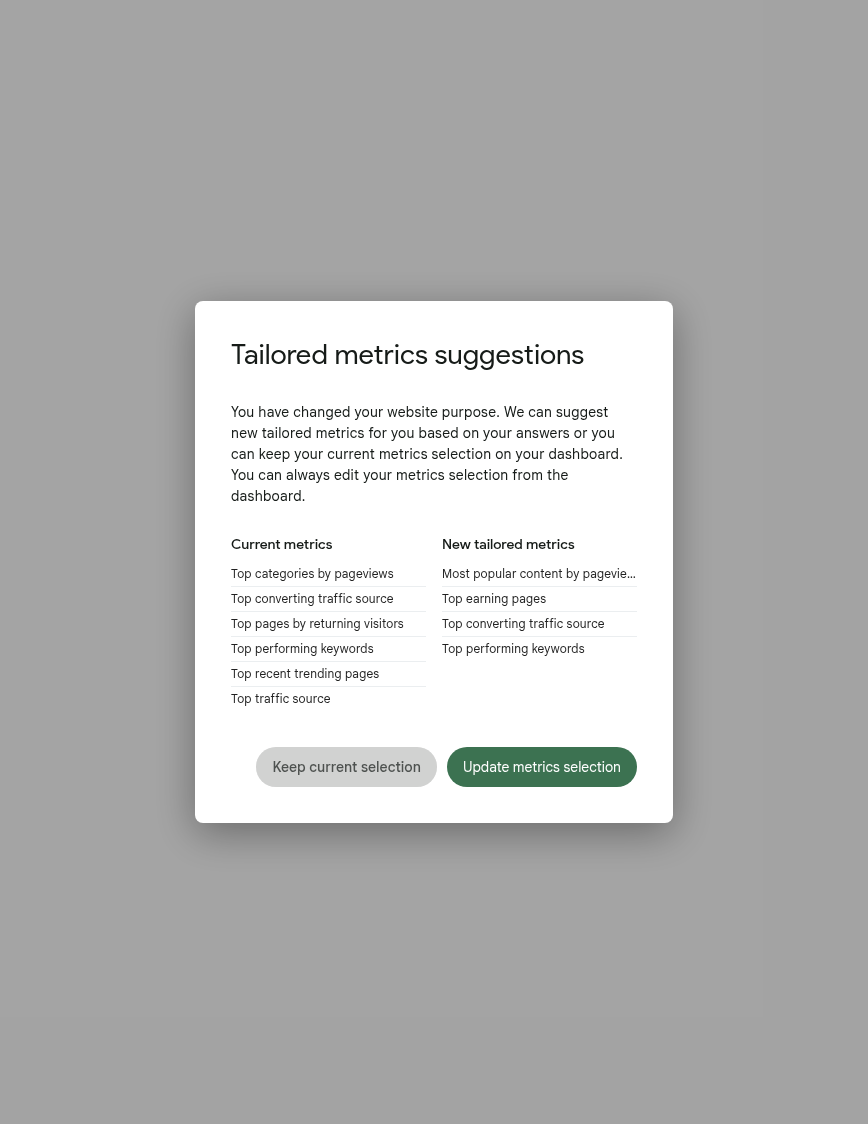 Tailored metrics suggestions
You have changed your website purpose. We can suggest
new tailored metrics for you based on your answers or you
can keep your current metrics selection on your dashboard.
You can always edit your metrics selection from the
dashboard.
Current metrics
Top categories by pageviews
Top converting traffic source
Top pages by returning visitors
Top performing keywords
Top recent trending pages
Top traffic source
New tailored metrics
Most popular content by pagevie...
Top earning pages
Top converting traffic source
Top performing keywords
Keep current selection
Update metrics selection